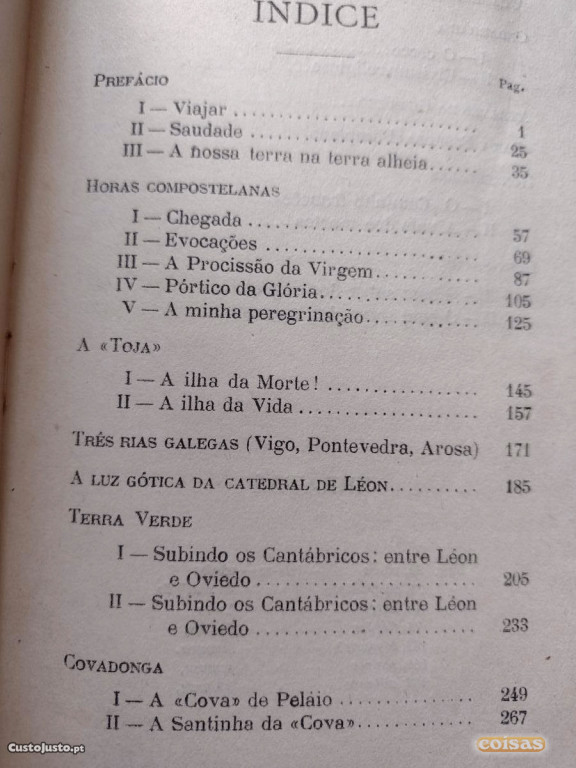 INDICE
Pág.
PREFÁCIO
I — Viajar ........................ 1
II — Saudade ........................ 25
III — A nossa terra na terra alheia ...... 35
HORAS COMPOSTELANAS
I — Chegada ........................ 57
II — Evocações ........................ 69
III — A Procissão da Virgem ............ 87
IV — Pórtico da Glória ................. 105
V — A minha peregrinação ............ 125
A «TOJA»
I — A ilha da Morte! ................. 145
II — A ilha da Vida ................... 157
TRÊS RIAS GALEGAS (Vigo, Pontevedra, Arosa) 171
A LUZ GÓTICA DA CATEDRAL DE LÉON .......... 185
TERRA VERDE
I — Subindo os Cantábricos: entre Léon
e Oviedo ........................ 205
II — Subindo os Cantábricos: entre Léon
e Oviedo ........................ 233
COVADONGA
I — A «Cova» de Peláio ................ 249
II — A Santinha da «Cova» ............ 267
CustoJusto.pt
coisas